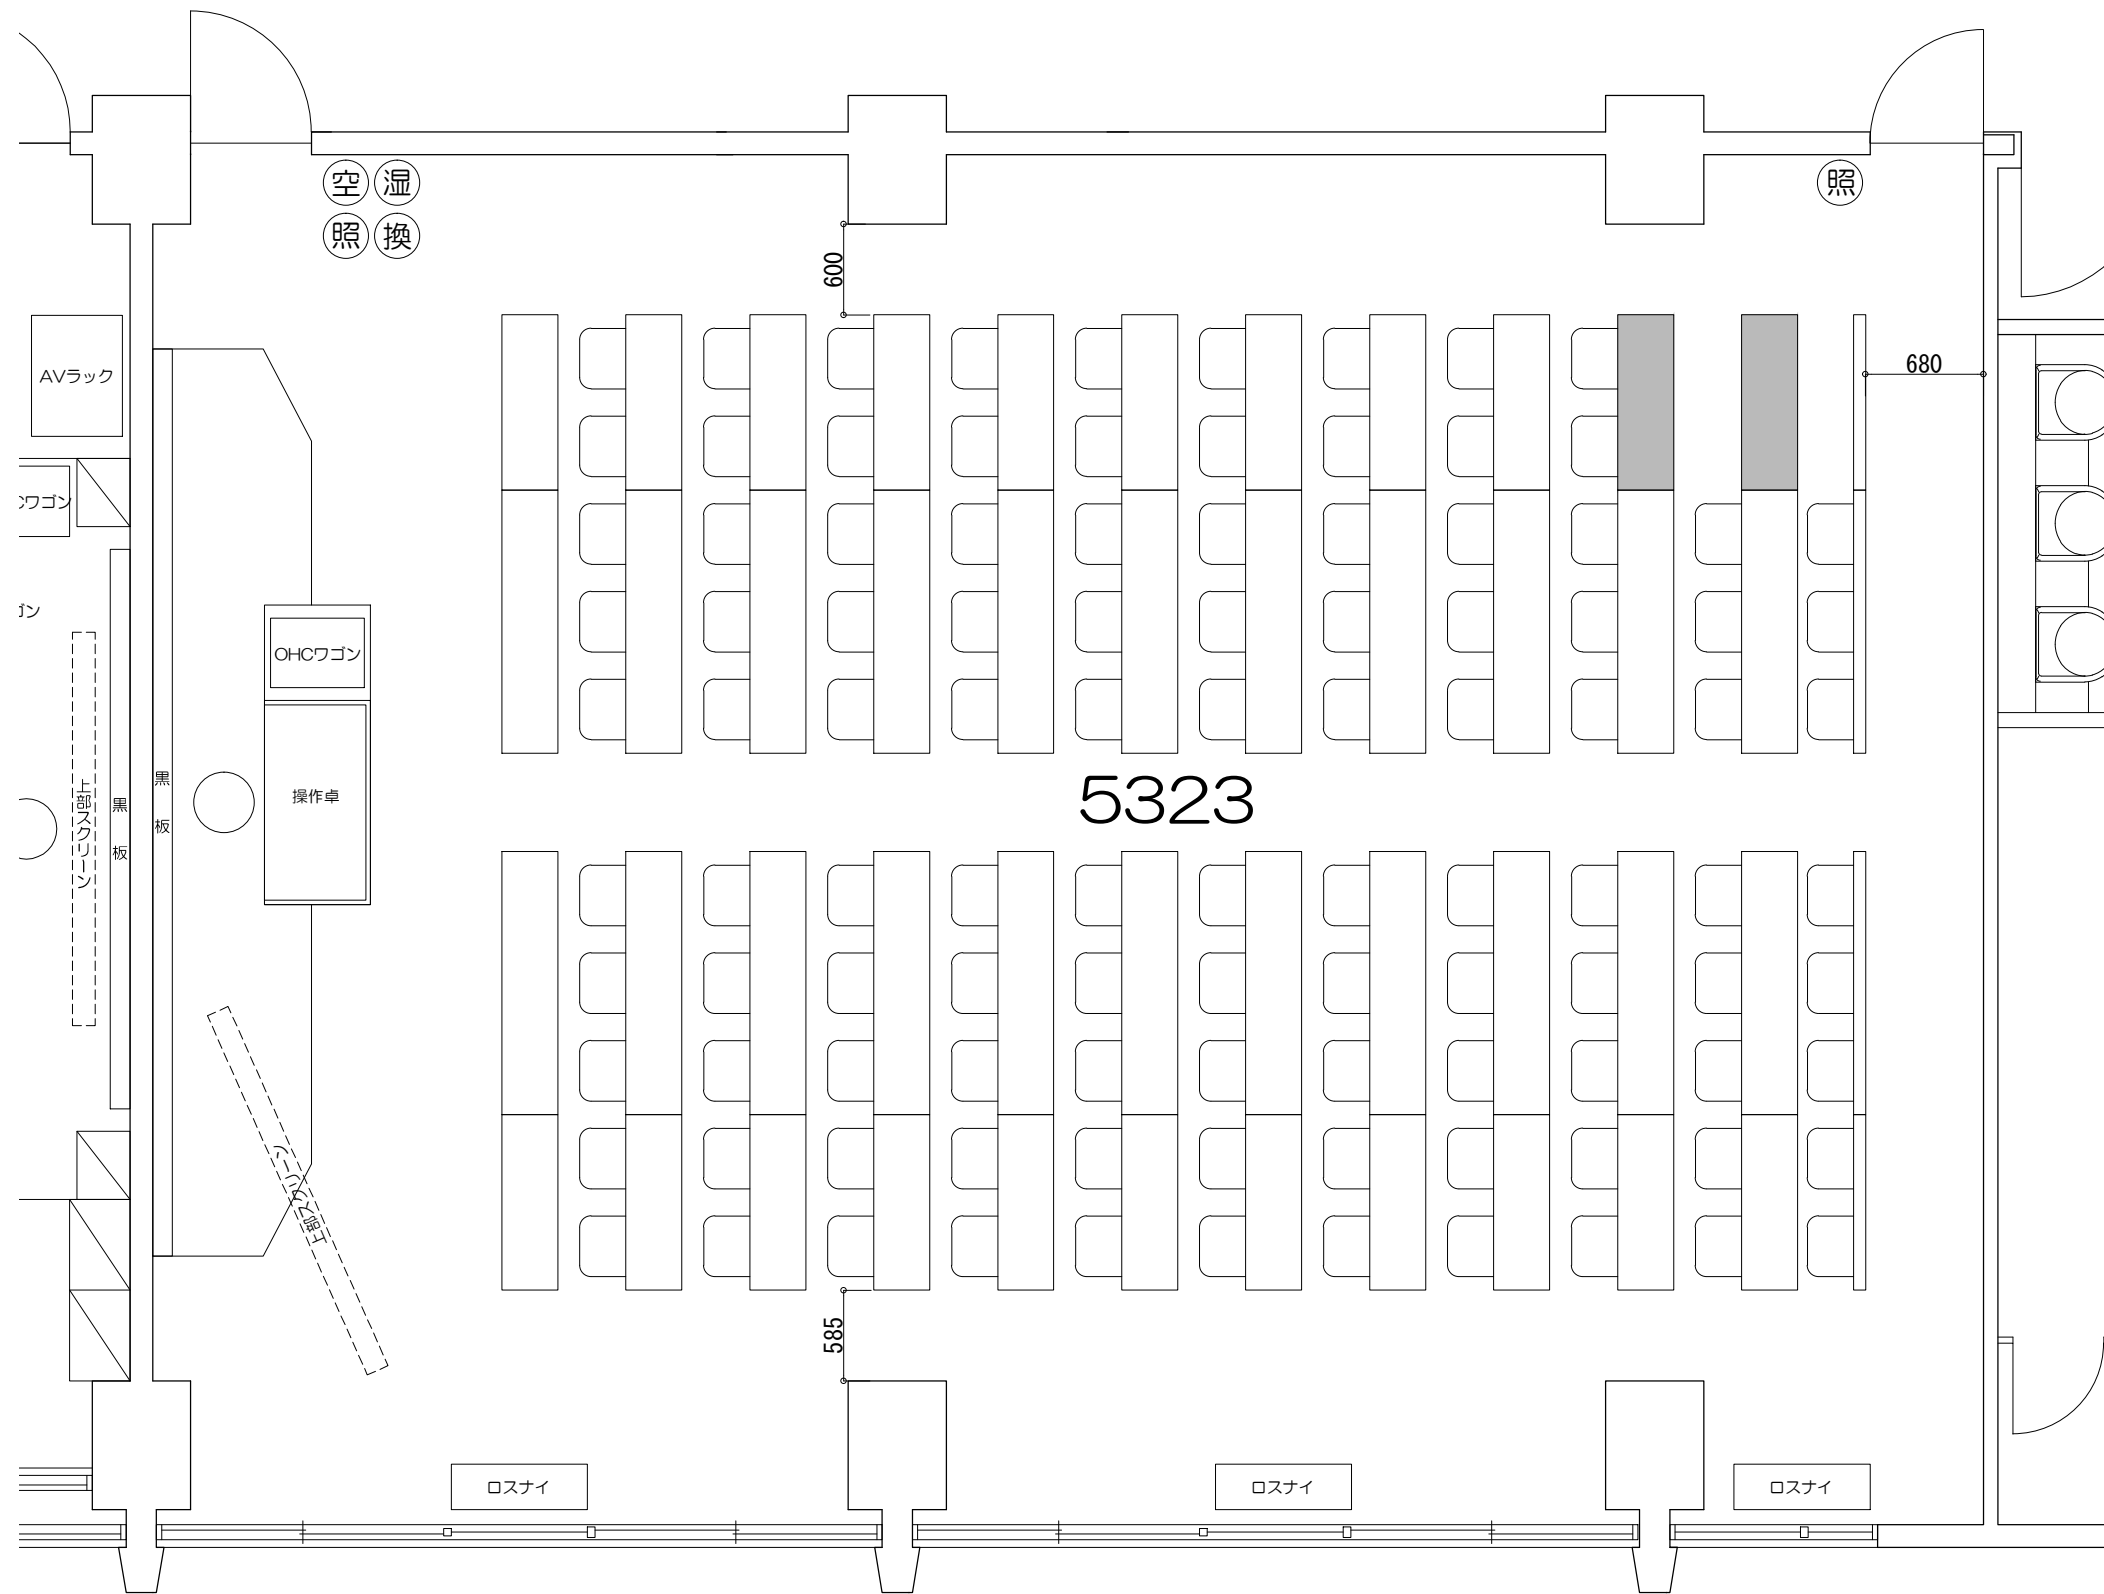 空 湿
照 換
照
600
680
AVラック
Cワゴン
ゴン
OHCワゴン
操作卓
黒板
黒板
上部スクリーン
5323
上部スクリーン
585
ロスナイ
ロスナイ
ロスナイ